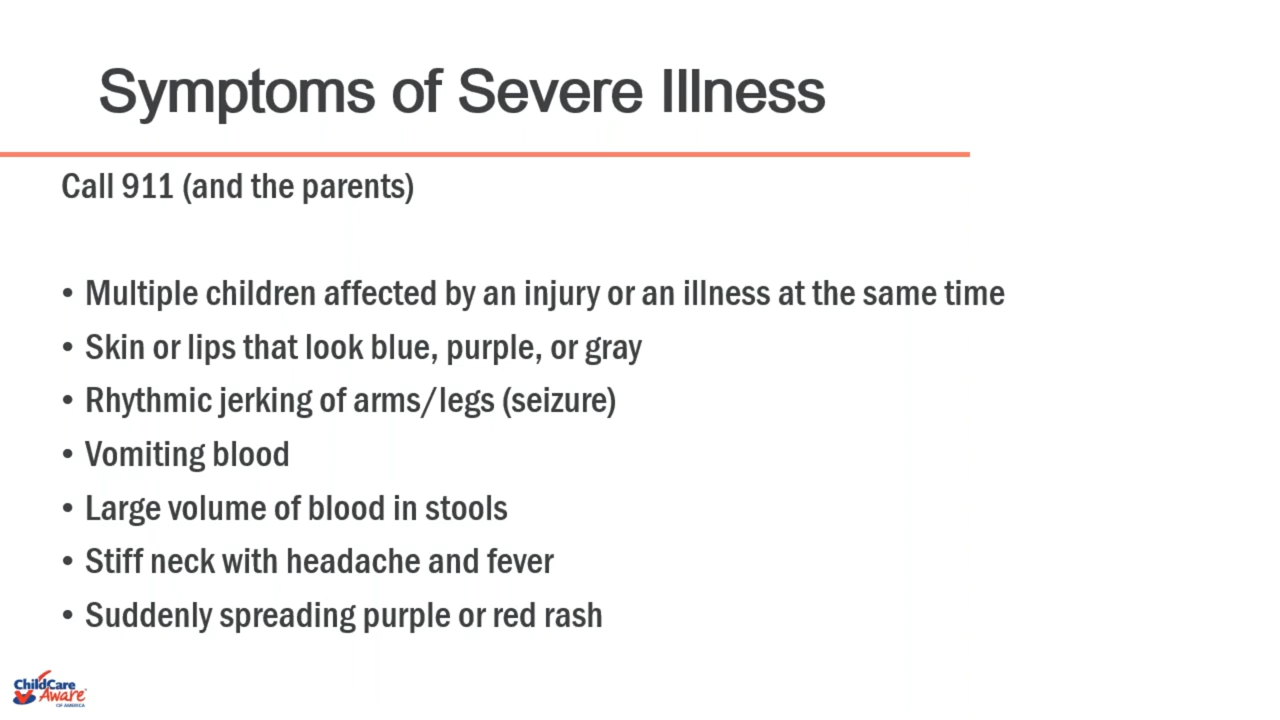 Symptoms of Severe Illness
Call 911 (and the parents)
• Multiple children affected by an injury or an illness at the same time
• Skin or lips that look blue, purple, or gray
• Rhythmic jerking of arms/legs (seizure)
• Vomiting blood
• Large volume of blood in stools
• Stiff neck with headache and fever
• Suddenly spreading purple or red rash
ChildCare
Aware®
OF AMERICA